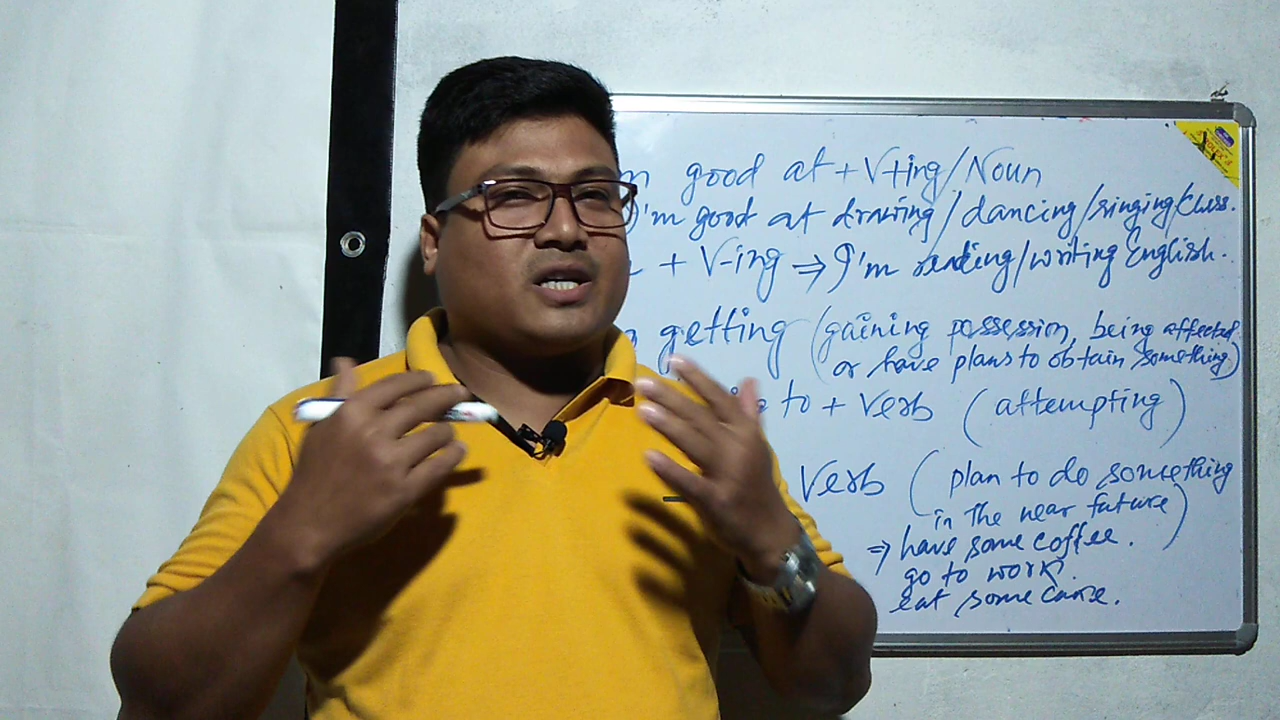 good at +V+ing/Noun
I'm good at drawing/dancing/singing/
+ V-ing ⇒ I'm reading/writing English.
getting (gaining possession, being affected
or have plans to obtain something)
to + verb (attempting)
Verb (plan to do something
in the near future)
⇒ have some coffee.
go to work.
eat some